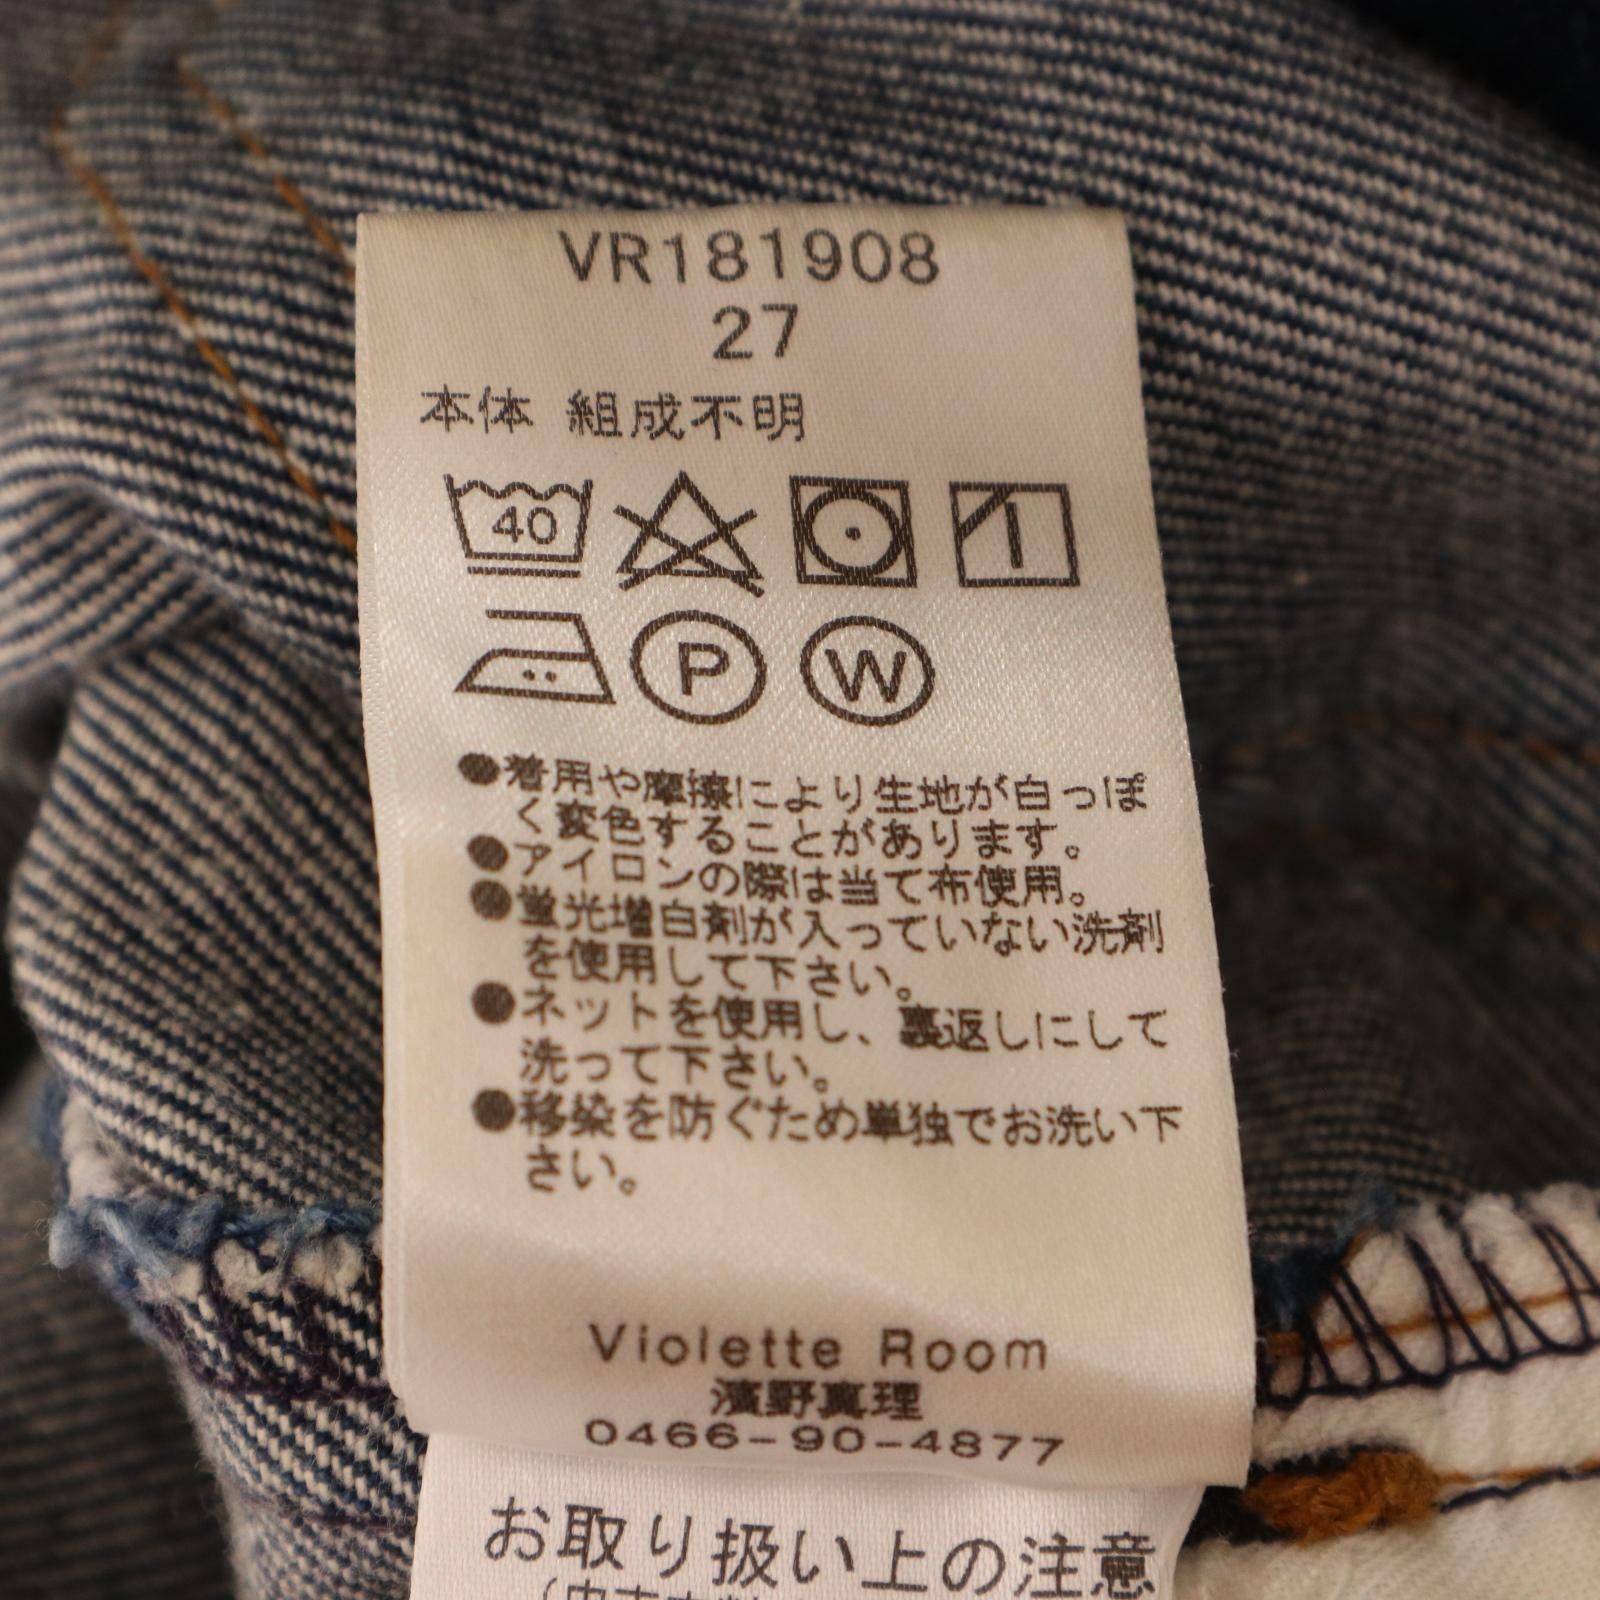 VR181908
27
本体 組成不明
40
P W
●着用や摩擦により生地が白っぽ
く変色することがあります。
●アイロンの際は当て布使用。
●蛍光増白剤が入っていない洗剤
を使用して下さい。
●ネットを使用し、裏返しにして
洗って下さい。
●移染を防ぐため単独でお洗い下
さい。
Violette Room
濱野真理
0466-90-4877
お取り扱い上の注意